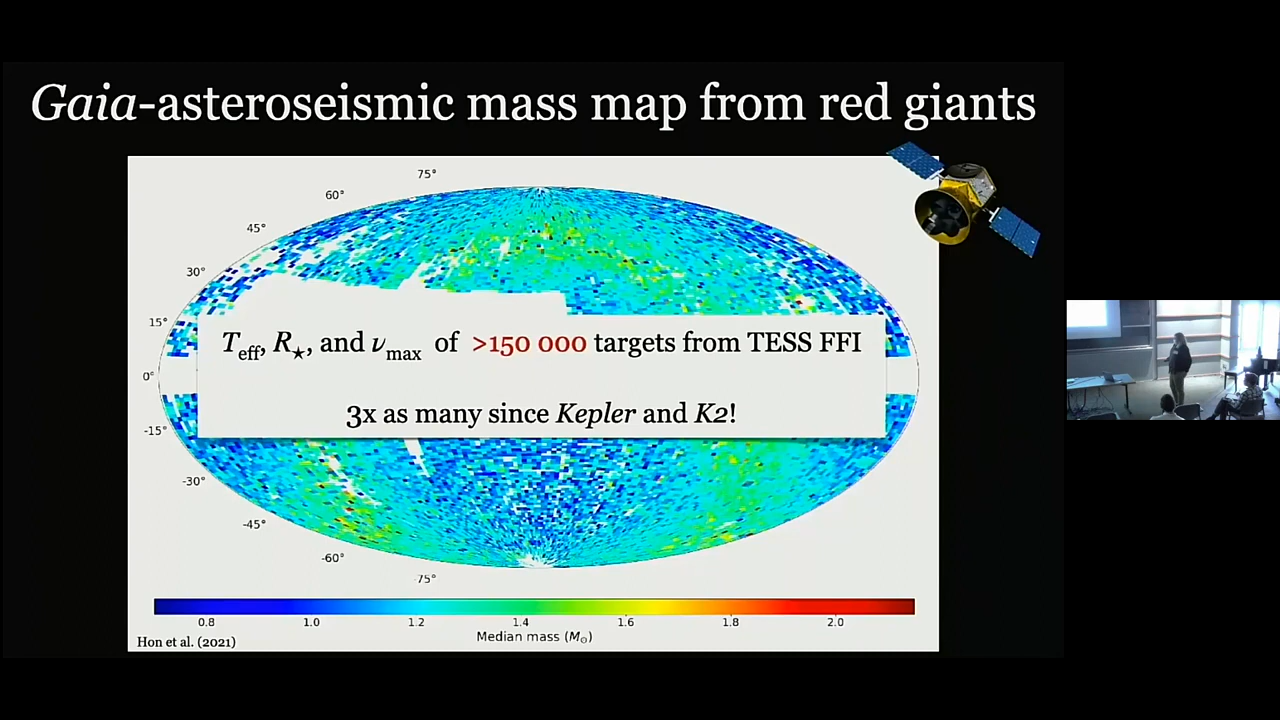 Gaia-asteroseismic mass map from red giants
75°
60°
45°
30°
15°
0°
-15°
-30°
-45°
-60°
-75°
T_eff, R_★, and ν_max of >150 000 targets from TESS FFI
3x as many since Kepler and K2!
0.8 1.0 1.2 1.4 1.6 1.8 2.0
Median mass (M_⊙)
Hon et al. (2021)